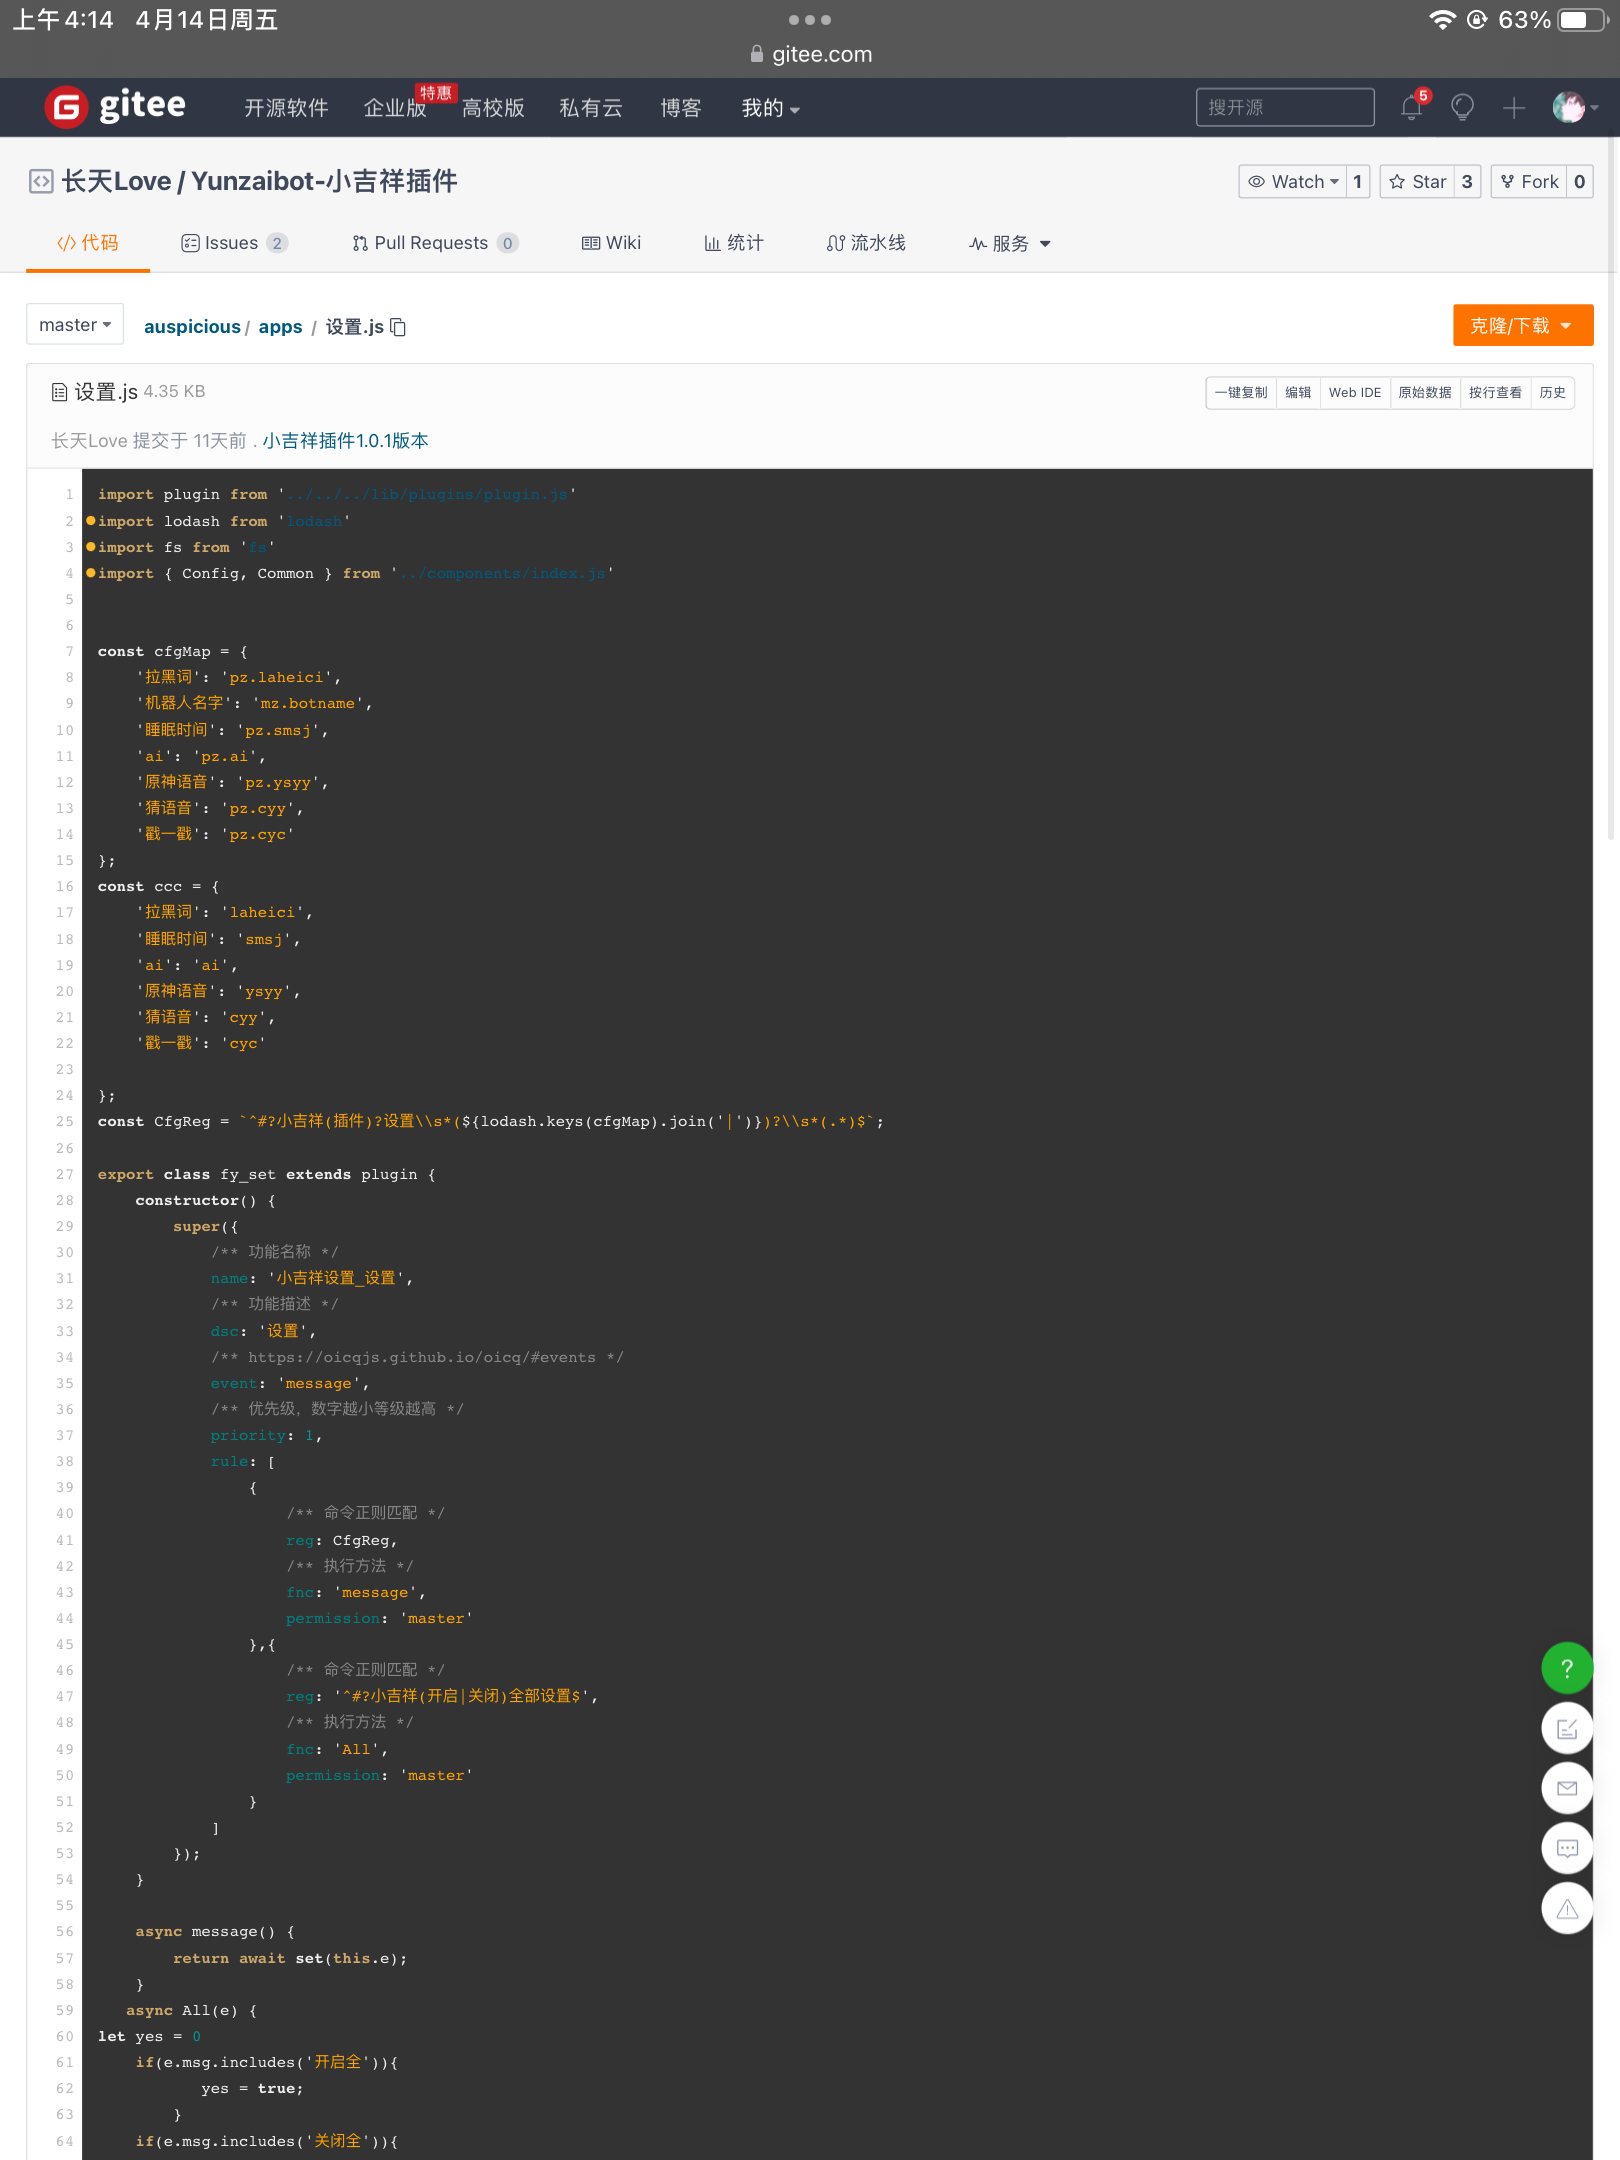 上午4:14 4月14日周五 63%
gitee.com
gitee 开源软件 企业版 特惠 高校版 私有云 博客 我的 搜开源 5
长天Love / Yunzaibot-小吉祥插件 Watch 1 Star 3 Fork 0
代码 Issues 2 Pull Requests 0 Wiki 统计 流水线 服务
master auspicious / apps / 设置.js 克隆/下载
设置.js 4.35 KB 一键复制 编辑 Web IDE 原始数据 按行查看 历史
长天Love 提交于 11天前 . 小吉祥插件1.0.1版本
1 import plugin from '../../../lib/plugins/plugin.js'
2 import lodash from 'lodash'
3 import fs from 'fs'
4 import { Config, Common } from '../components/index.js'
5
6
7 const cfgMap = {
8 '拉黑词': 'pz.laheici',
9 '机器人名字': 'mz.botname',
10 '睡眠时间': 'pz.smsj',
11 'ai': 'pz.ai',
12 '原神语音': 'pz.ysyy',
13 '猜语音': 'pz.cyy',
14 '戳一戳': 'pz.cyc'
15 };
16 const ccc = {
17 '拉黑词': 'laheici',
18 '睡眠时间': 'smsj',
19 'ai': 'ai',
20 '原神语音': 'ysyy',
21 '猜语音': 'cyy',
22 '戳一戳': 'cyc'
23
24 };
25 const CfgReg = `^#?小吉祥(插件)?设置\\s*(${lodash.keys(cfgMap).join('|')})?\\s*(.*)$`;
26
27 export class fy_set extends plugin {
28 constructor() {
29 super({
30 /** 功能名称 */
31 name: '小吉祥设置_设置',
32 /** 功能描述 */
33 dsc: '设置',
34 /** https://oicqjs.github.io/oicq/#events */
35 event: 'message',
36 /** 优先级，数字越小等级越高 */
37 priority: 1,
38 rule: [
39 {
40 /** 命令正则匹配 */
41 reg: CfgReg,
42 /** 执行方法 */
43 fnc: 'message',
44 permission: 'master'
45 },{
46 /** 命令正则匹配 */
47 reg: '^#?小吉祥(开启|关闭)全部设置$',
48 /** 执行方法 */
49 fnc: 'All',
50 permission: 'master'
51 }
52 ]
53 });
54 }
55
56 async message() {
57 return await set(this.e);
58 }
59 async All(e) {
60 let yes = 0
61 if(e.msg.includes('开启全')){
62 yes = true;
63 }
64 if(e.msg.includes('关闭全')){